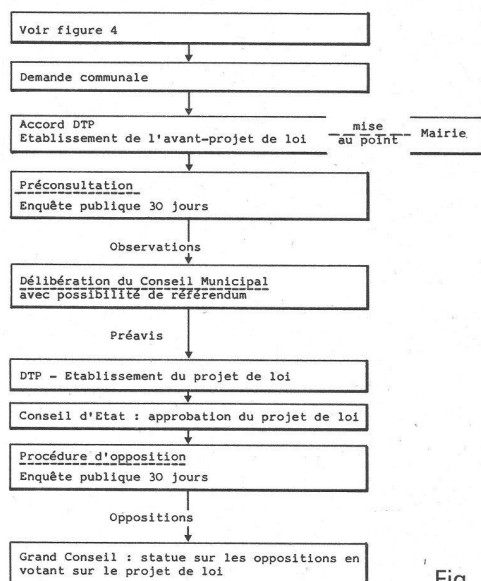 Voir figure 4
Demande communale
Accord DTP
Etablissement de l'avant-projet de loi
mise
au point
Mairie
Préconsultation
Enquête publique 30 jours
Observations
Délibération du Conseil Municipal
avec possibilité de référendum
Préavis
DTP - Etablissement du projet de loi
Conseil d'Etat : approbation du projet de loi
Procédure d'opposition
Enquête publique 30 jours
Oppositions
Grand Conseil : statue sur les oppositions en
votant sur le projet de loi
Fig